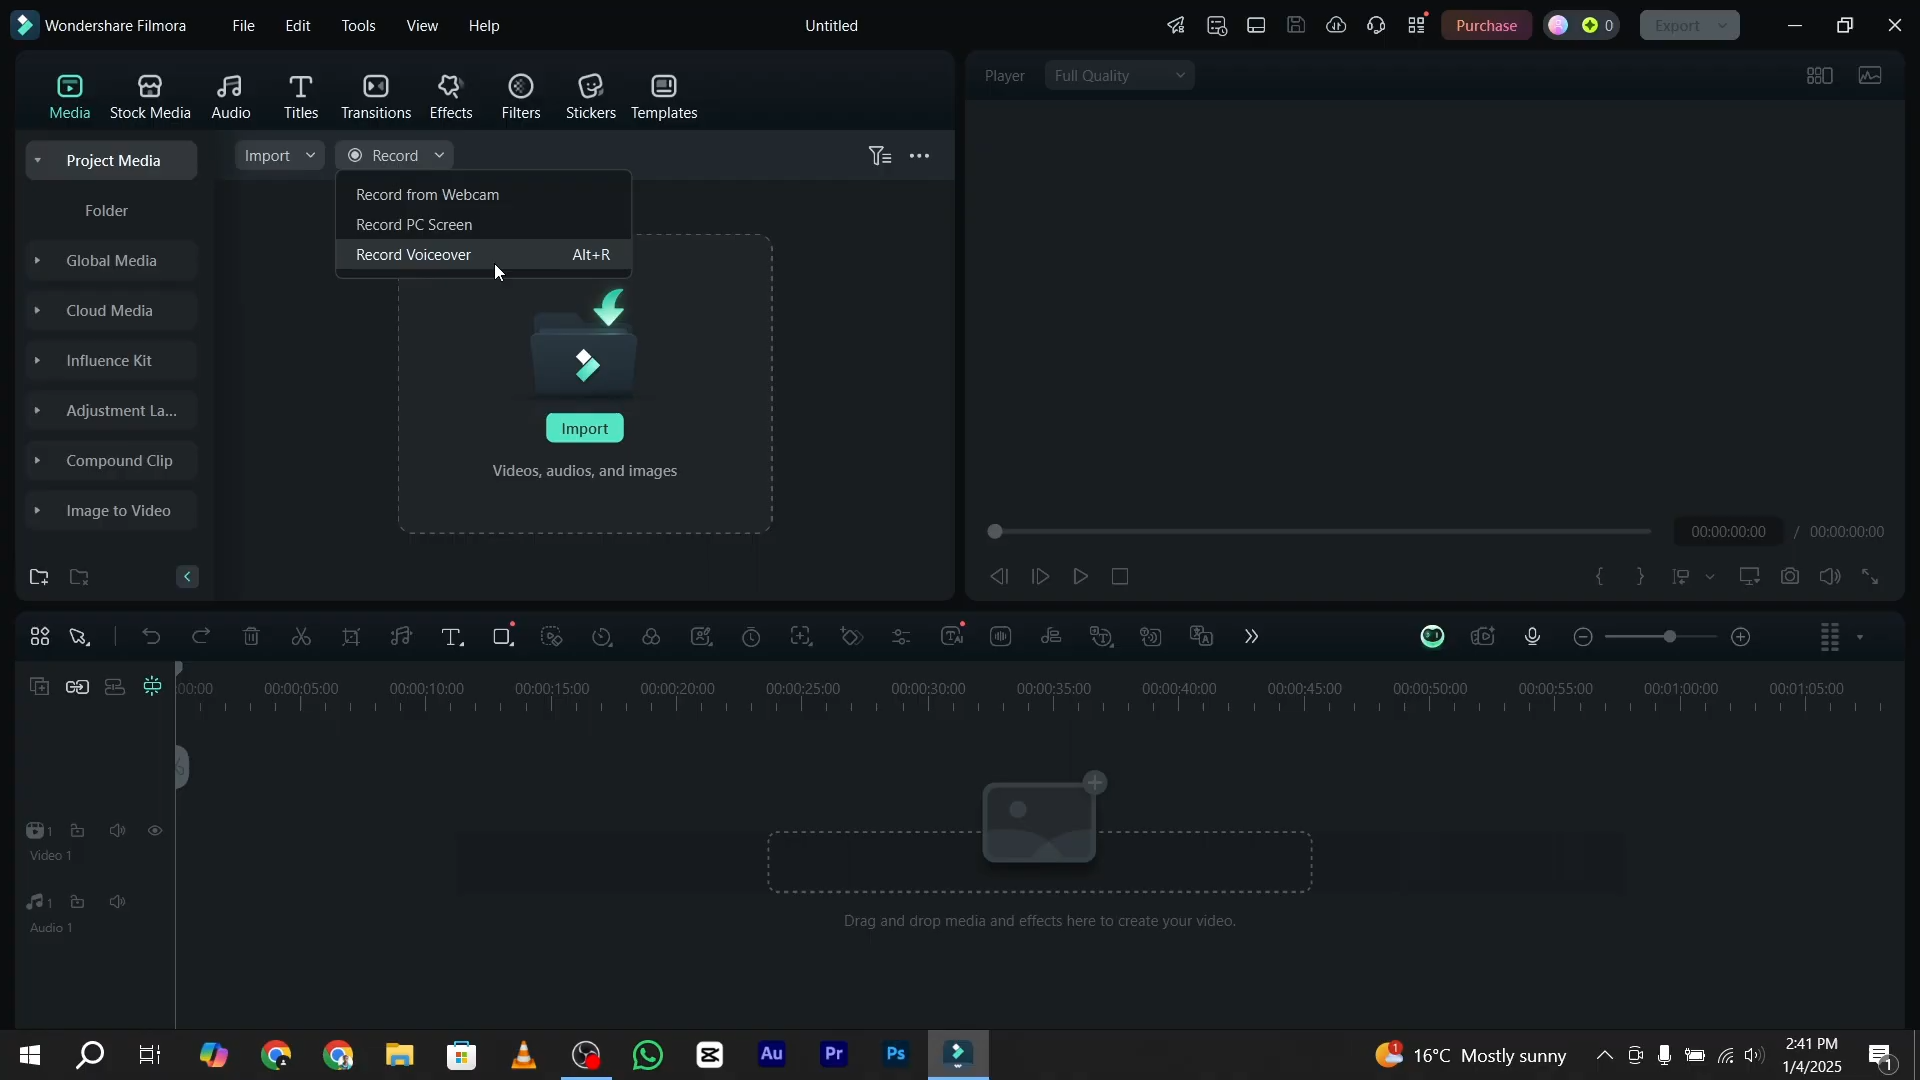 Wondershare Filmora File Edit Tools View Help Untitled Purchase 0 Export
Media Stock Media Audio Titles Transitions Effects Filters Stickers Templates
Player Full Quality
Project Media
Folder
Global Media
Cloud Media
Influence Kit
Adjustment La...
Compound Clip
Image to Video
Import Record
Record from Webcam
Record PC Screen
Record Voiceover Alt+R
Import
Videos, audios, and images
00:00:00:00 / 00:00:00:00
:00:00 00:00:05:00 00:00:10:00 00:00:15:00 00:00:20:00 00:00:25:00 00:00:30:00 00:00:35:00 00:00:40:00 00:00:45:00 00:00:50:00 00:00:55:00 00:01:00:00 00:01:05:00
1
Video 1
1
Audio 1
Drag and drop media and effects here to create your video.
Au Pr Ps
1 16°C Mostly sunny
2:41 PM
1/4/2025
1